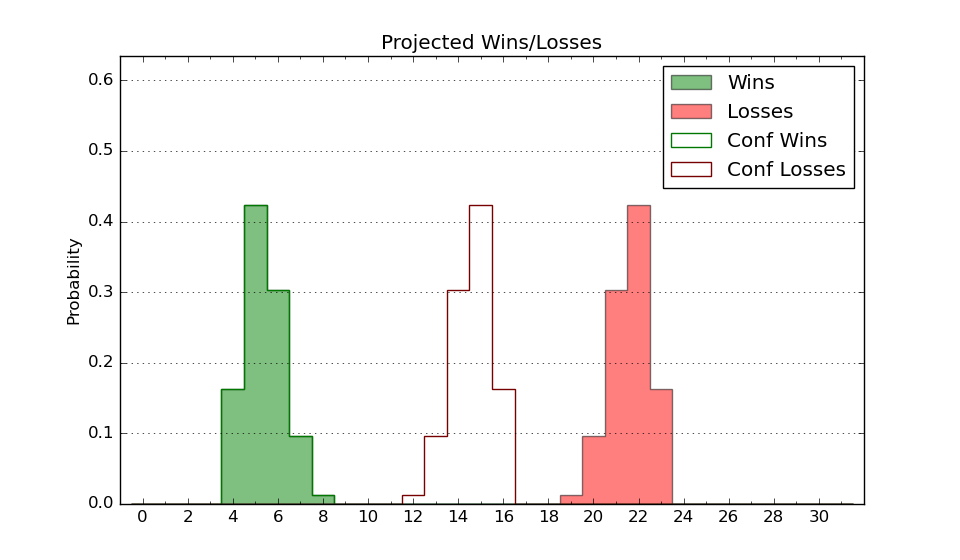 Projected Wins/Losses
Wins
Losses
Conf Wins
Conf Losses
Probability
0.6
0.5
0.4
0.3
0.2
0.1
0.0
0 2 4 6 8 10 12 14 16 18 20 22 24 26 28 30